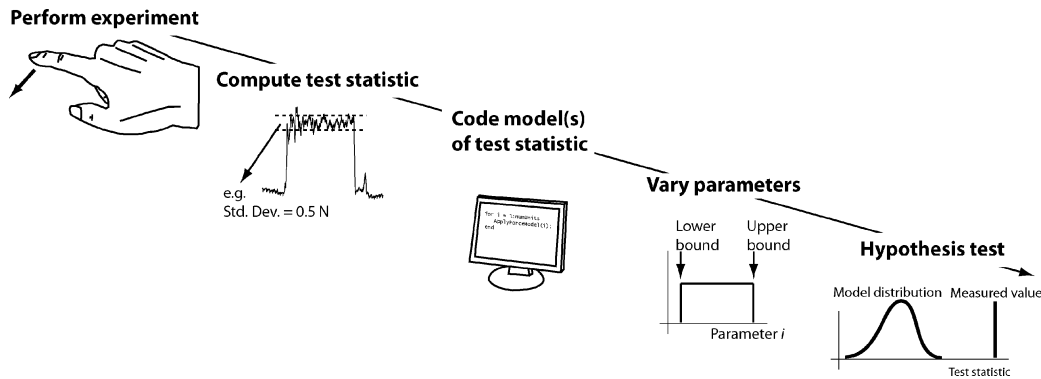 Perform experiment
Compute test statistic
e.g.
Std. Dev. = 0.5 N
Code model(s)
of test statistic
for i = 1:numUnits
ApplyForceModel(i);
end
Vary parameters
Lower
bound
Upper
bound
Parameter i
Hypothesis test
Model distribution
Measured value
Test statistic